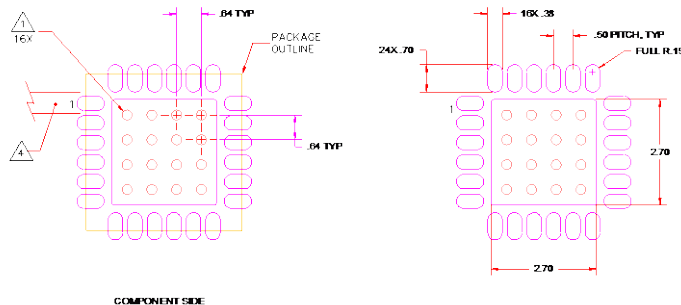 1
16X
.64 TYP
PACKAGE
OUTLINE
1
.64 TYP
4
COMPONENT SIDE
16X .38
.50 PITCH, TYP
24X .70
FULL R.15
1
2.70
2.70